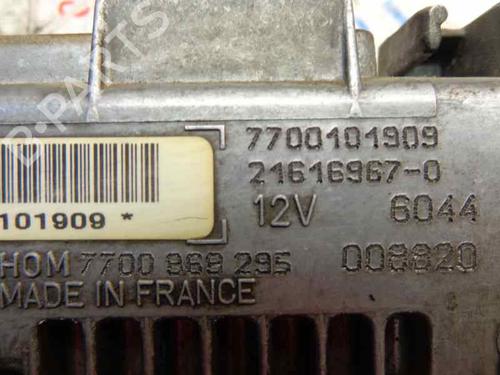 7700101909
21616967-0
12V 6044
101909 *
HOM 7700 869 295 008820
MADE IN FRANCE
B-PARTS